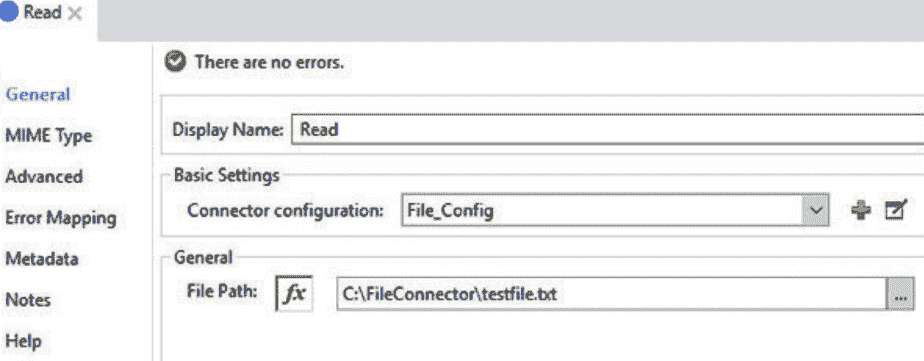 Read
There are no errors.
General
MIME Type
Advanced
Error Mapping
Metadata
Notes
Help
Display Name: Read
Basic Settings
Connector configuration: File_Config
General
File Path: fx C:\FileConnector\testfile.txt ...